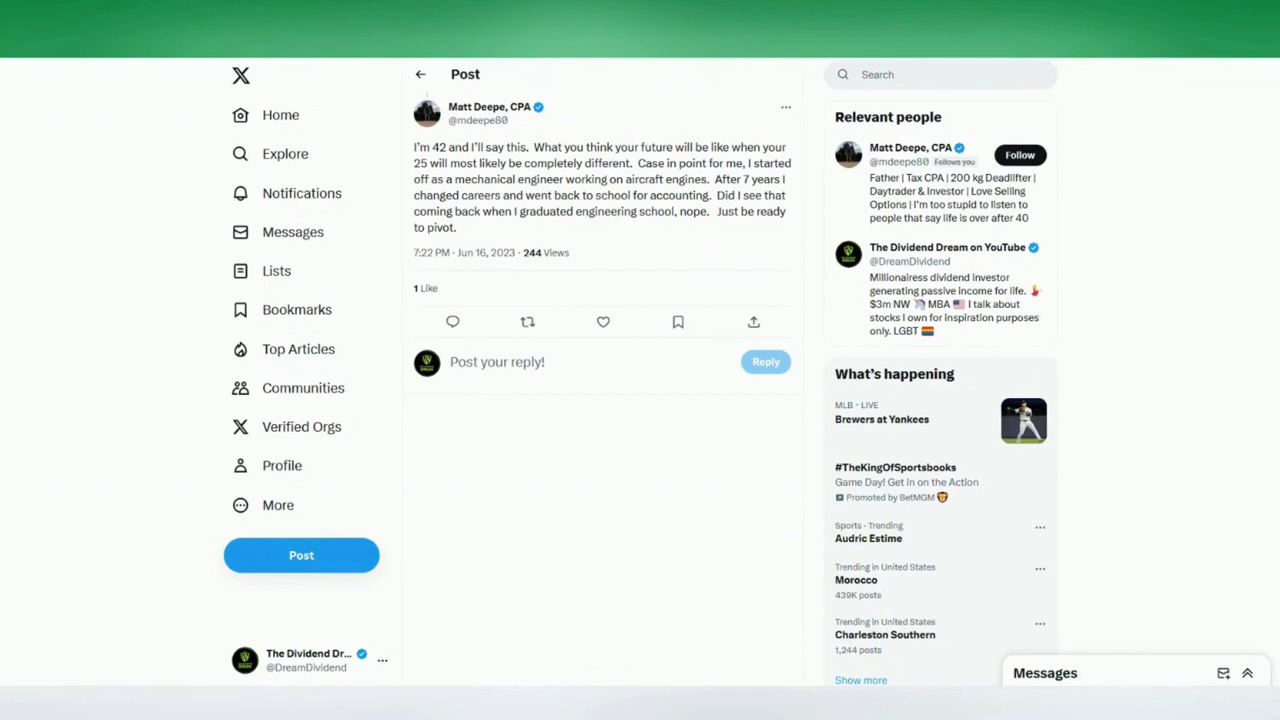 Home
Explore
Notifications
Messages
Lists
Bookmarks
Top Articles
Communities
Verified Orgs
Profile
More
Post
The Dividend Dr...
@DreamDividend
Post
Matt Deepe, CPA
@mdeepe80
I'm 42 and I'll say this. What you think your future will be like when your
25 will most likely be completely different. Case in point for me, I started
off as a mechanical engineer working on aircraft engines. After 7 years I
changed careers and went back to school for accounting. Did I see that
coming back when I graduated engineering school, nope. Just be ready
to pivot.
7:22 PM · Jun 16, 2023 · 244 Views
1 Like
Post your reply!
Reply
Search
Relevant people
Matt Deepe, CPA
@mdeepe80 Follows you
Follow
Father | Tax CPA | 200 kg Deadlifter |
Daytrader & Investor | Love Selling
Options | I'm too stupid to listen to
people that say life is over after 40
The Dividend Dream on YouTube
@DreamDividend
Millionairess dividend investor
generating passive income for life. 💃
$3m NW 🦄 MBA 🇺🇸 I talk about
stocks I own for inspiration purposes
only. LGBT 🏳️‍🌈
What's happening
MLB · LIVE
Brewers at Yankees
#TheKingOfSportsbooks
Game Day! Get in on the Action
Promoted by BetMGM 🦁
Sports · Trending
Audric Estime
Trending in United States
Morocco
439K posts
Trending in United States
Charleston Southern
1,244 posts
Show more
Messages